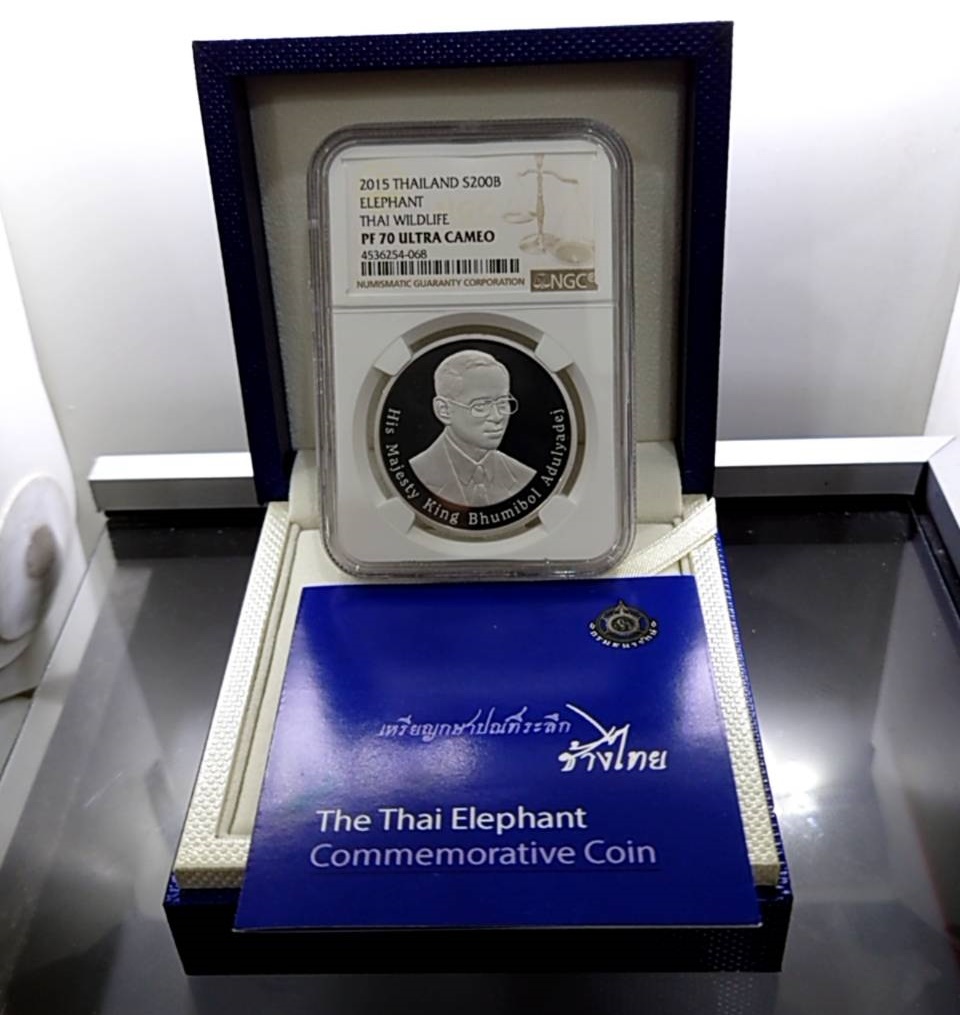 2015 THAILAND S200B
ELEPHANT
THAI WILDLIFE
PF 70 ULTRA CAMEO
4536254-068
NUMISMATIC GUARANTY CORPORATION
NGC
His Majesty King Bhumibol Adulyadej
เหรียญกษาปณ์ที่ระลึก
ช้างไทย
The Thai Elephant
Commemorative Coin